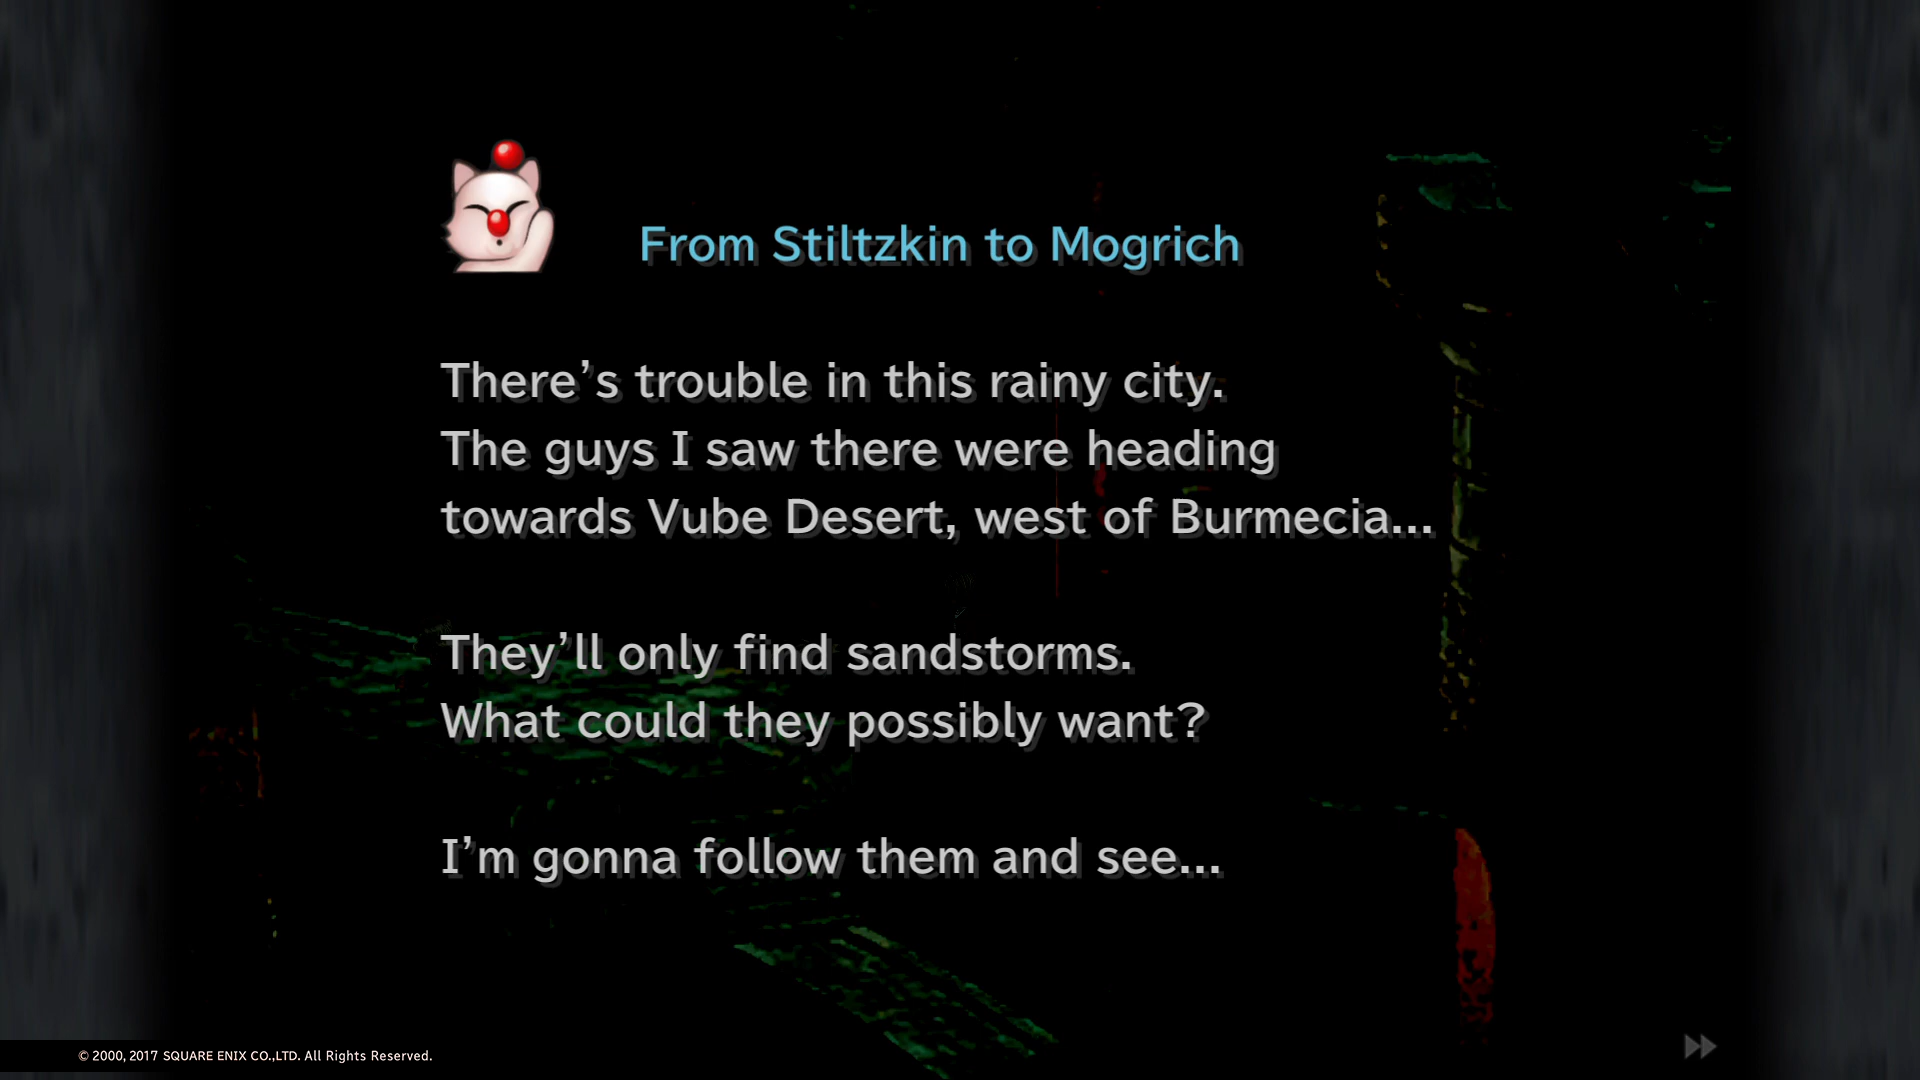 From Stiltzkin to Mogrich
There’s trouble in this rainy city.
The guys I saw there were heading
towards Vube Desert, west of Burmecia...
They’ll only find sandstorms.
What could they possibly want?
I’m gonna follow them and see...
© 2000, 2017 SQUARE ENIX CO.,LTD. All Rights Reserved.